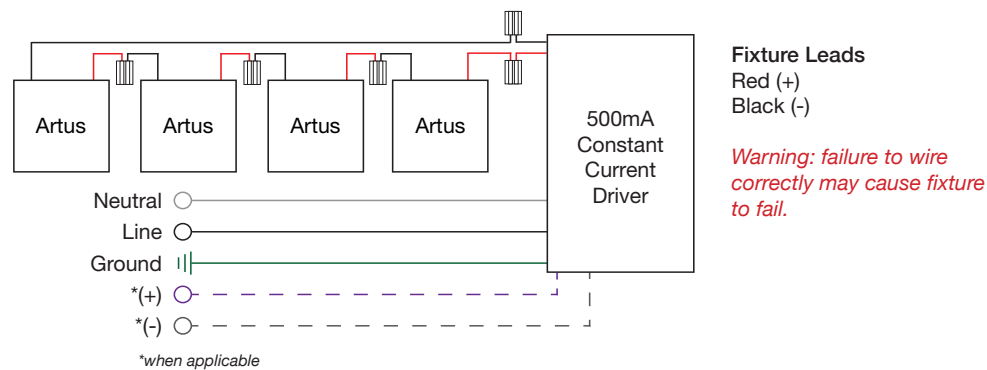 Artus
Artus
Artus
Artus
500mA
Constant
Current
Driver
Fixture Leads
Red (+)
Black (-)
Warning: failure to wire
correctly may cause fixture
to fail.
Neutral
Line
Ground
*(+)
*(-)
*when applicable